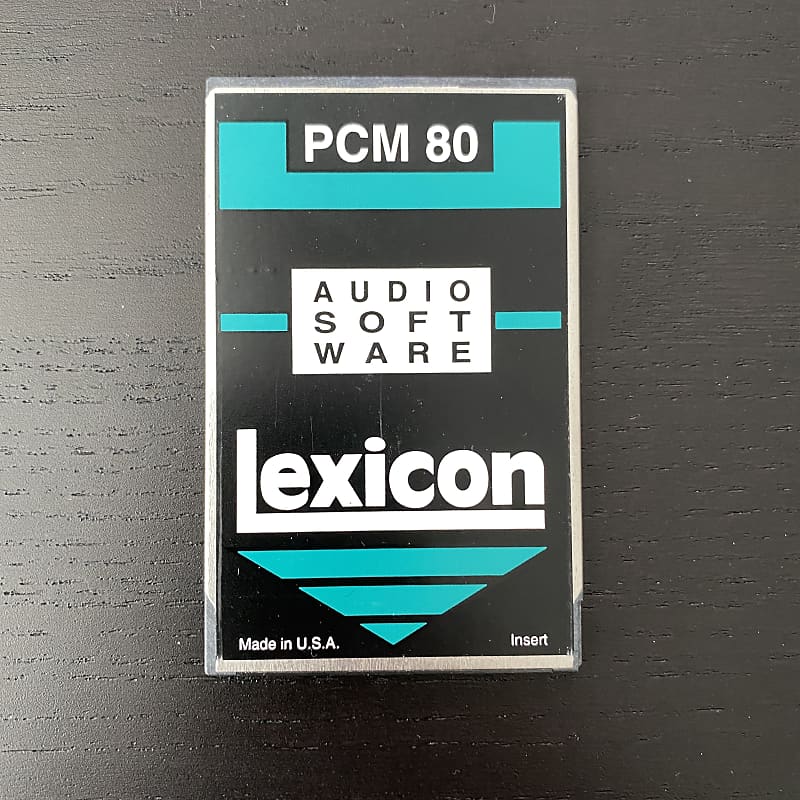 PCM 80
AUDIO
SOFT
WARE
Lexicon
Made in U.S.A.
Insert